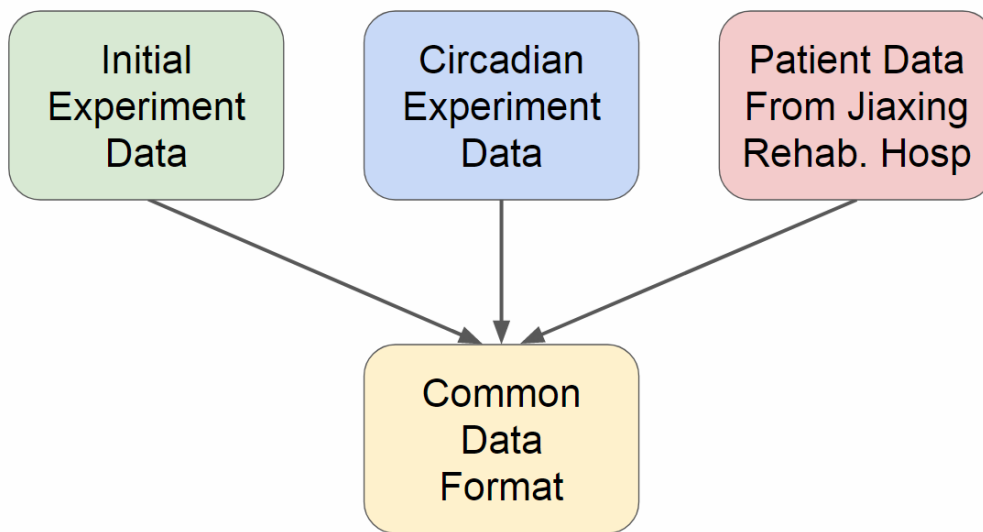 Initial
Experiment
Data
Circadian
Experiment
Data
Patient Data
From Jiaxing
Rehab. Hosp
Common
Data
Format